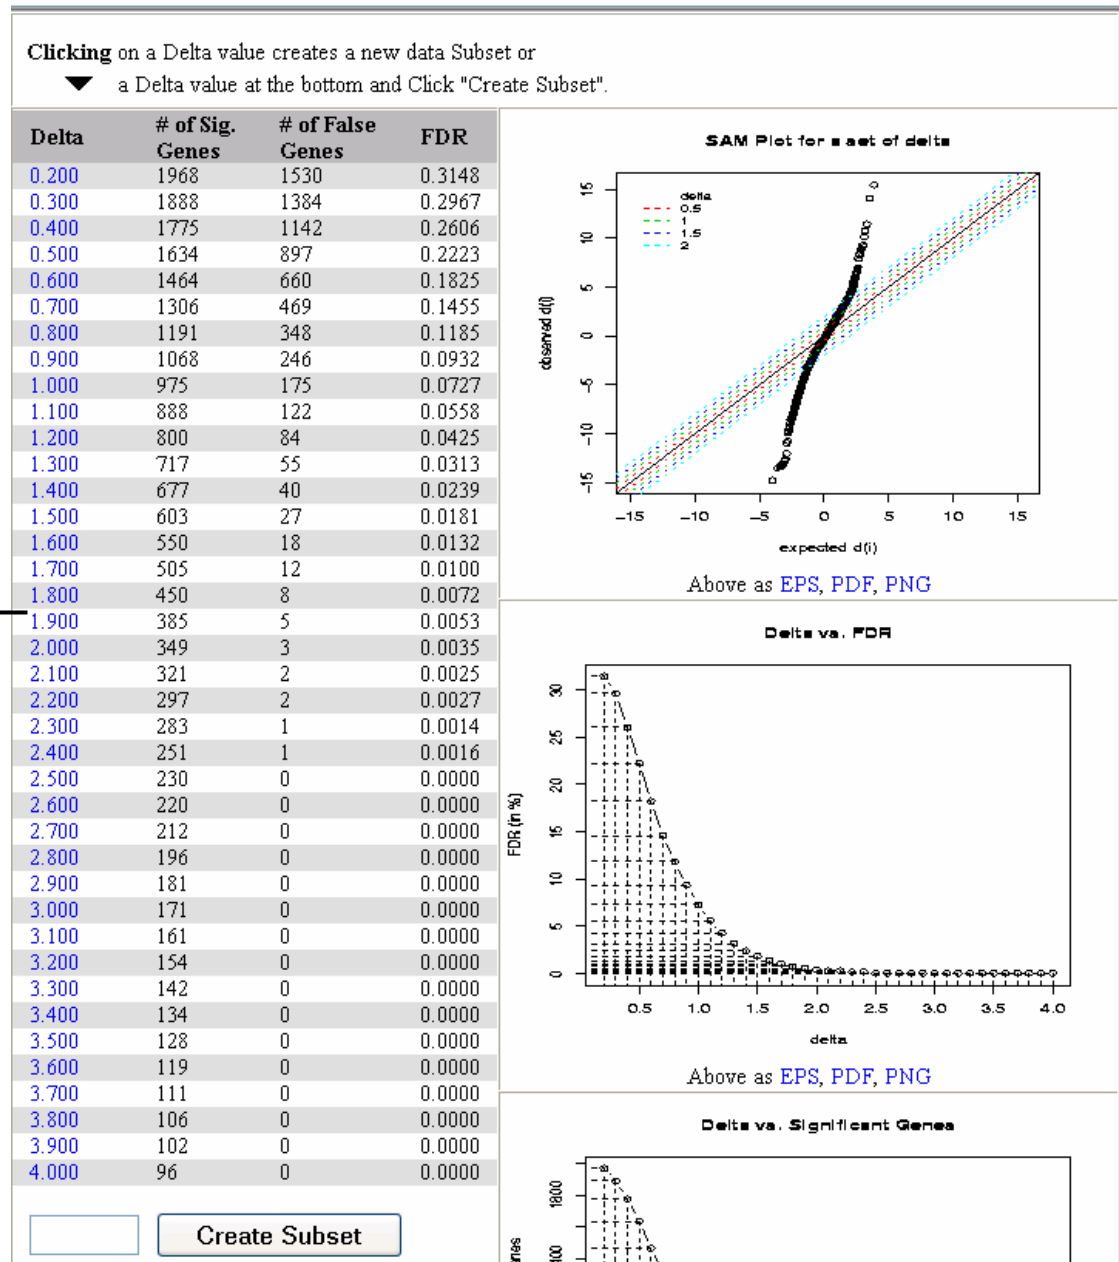 Clicking on a Delta value creates a new data Subset or
a Delta value at the bottom and Click "Create Subset".
Delta # of Sig. Genes # of False Genes FDR
0.200 1968 1530 0.3148
0.300 1888 1384 0.2967
0.400 1775 1142 0.2606
0.500 1634 897 0.2223
0.600 1464 660 0.1825
0.700 1306 469 0.1455
0.800 1191 348 0.1185
0.900 1068 246 0.0932
1.000 975 175 0.0727
1.100 888 122 0.0558
1.200 800 84 0.0425
1.300 717 55 0.0313
1.400 677 40 0.0239
1.500 603 27 0.0181
1.600 550 18 0.0132
1.700 505 12 0.0100
1.800 450 8 0.0072
1.900 385 5 0.0053
2.000 349 3 0.0035
2.100 321 2 0.0025
2.200 297 2 0.0027
2.300 283 1 0.0014
2.400 251 1 0.0016
2.500 230 0 0.0000
2.600 220 0 0.0000
2.700 212 0 0.0000
2.800 196 0 0.0000
2.900 181 0 0.0000
3.000 171 0 0.0000
3.100 161 0 0.0000
3.200 154 0 0.0000
3.300 142 0 0.0000
3.400 134 0 0.0000
3.500 128 0 0.0000
3.600 119 0 0.0000
3.700 111 0 0.0000
3.800 106 0 0.0000
3.900 102 0 0.0000
4.000 96 0 0.0000
Create Subset
SAM Plot for a set of delta
delta
0.5
1
1.5
2
15
10
5
0
-5
-10
-15
observed d(i)
-15 -10 -5 0 5 10 15
expected d(i)
Above as EPS, PDF, PNG
Delta vs. FDR
30
25
20
15
10
5
0
FDR (in %)
0.5 1.0 1.5 2.0 2.5 3.0 3.5 4.0
delta
Above as EPS, PDF, PNG
Delta vs. Significant Genes
1800